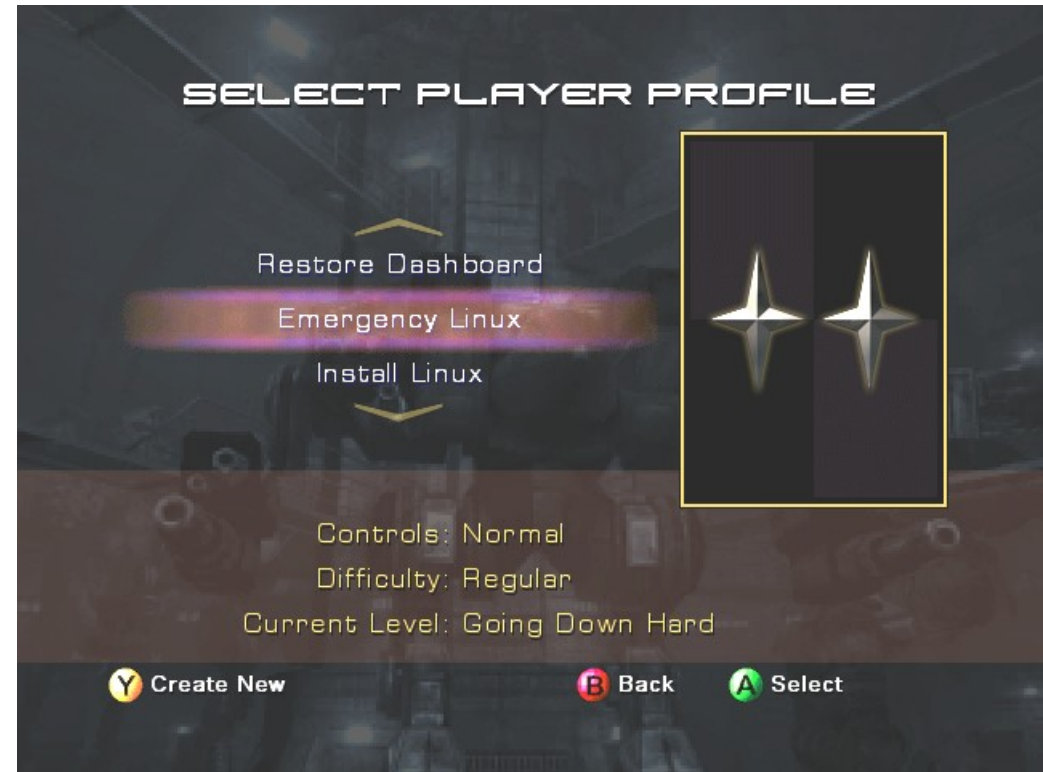 SELECT PLAYER PROFILE
Restore Dashboard
Emergency Linux
Install Linux
Controls: Normal
Difficulty: Regular
Current Level: Going Down Hard
Y Create New
B Back
A Select